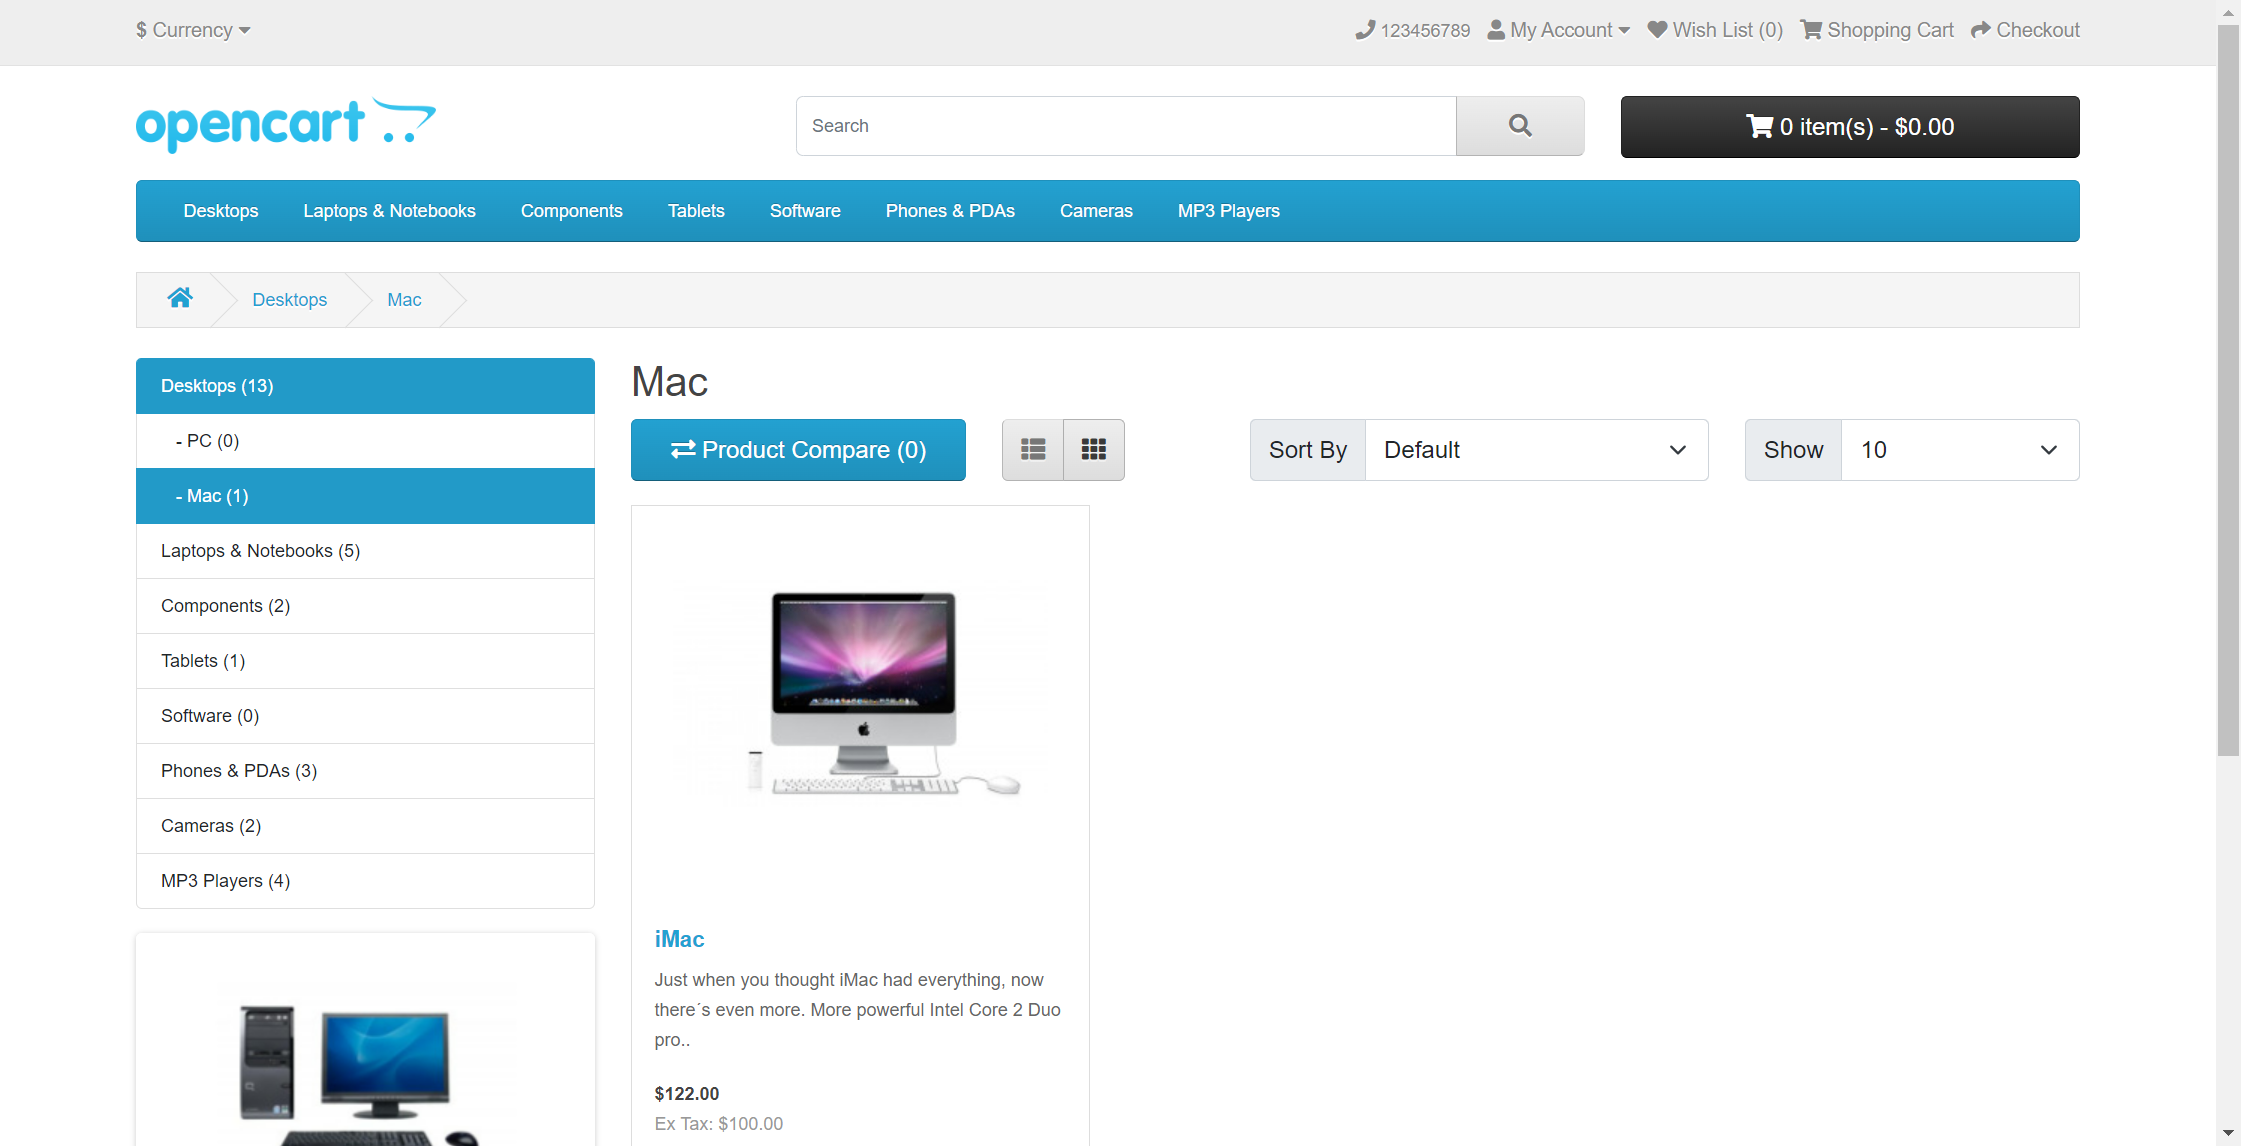 $ Currency
123456789 My Account Wish List (0) Shopping Cart Checkout
opencart
Search
0 item(s) - $0.00
Desktops Laptops & Notebooks Components Tablets Software Phones & PDAs Cameras MP3 Players
Desktops Mac
Desktops (13)
- PC (0)
- Mac (1)
Laptops & Notebooks (5)
Components (2)
Tablets (1)
Software (0)
Phones & PDAs (3)
Cameras (2)
MP3 Players (4)
Mac
Product Compare (0)
Sort By Default
Show 10
iMac
Just when you thought iMac had everything, now
there´s even more. More powerful Intel Core 2 Duo
pro..
$122.00
Ex Tax: $100.00